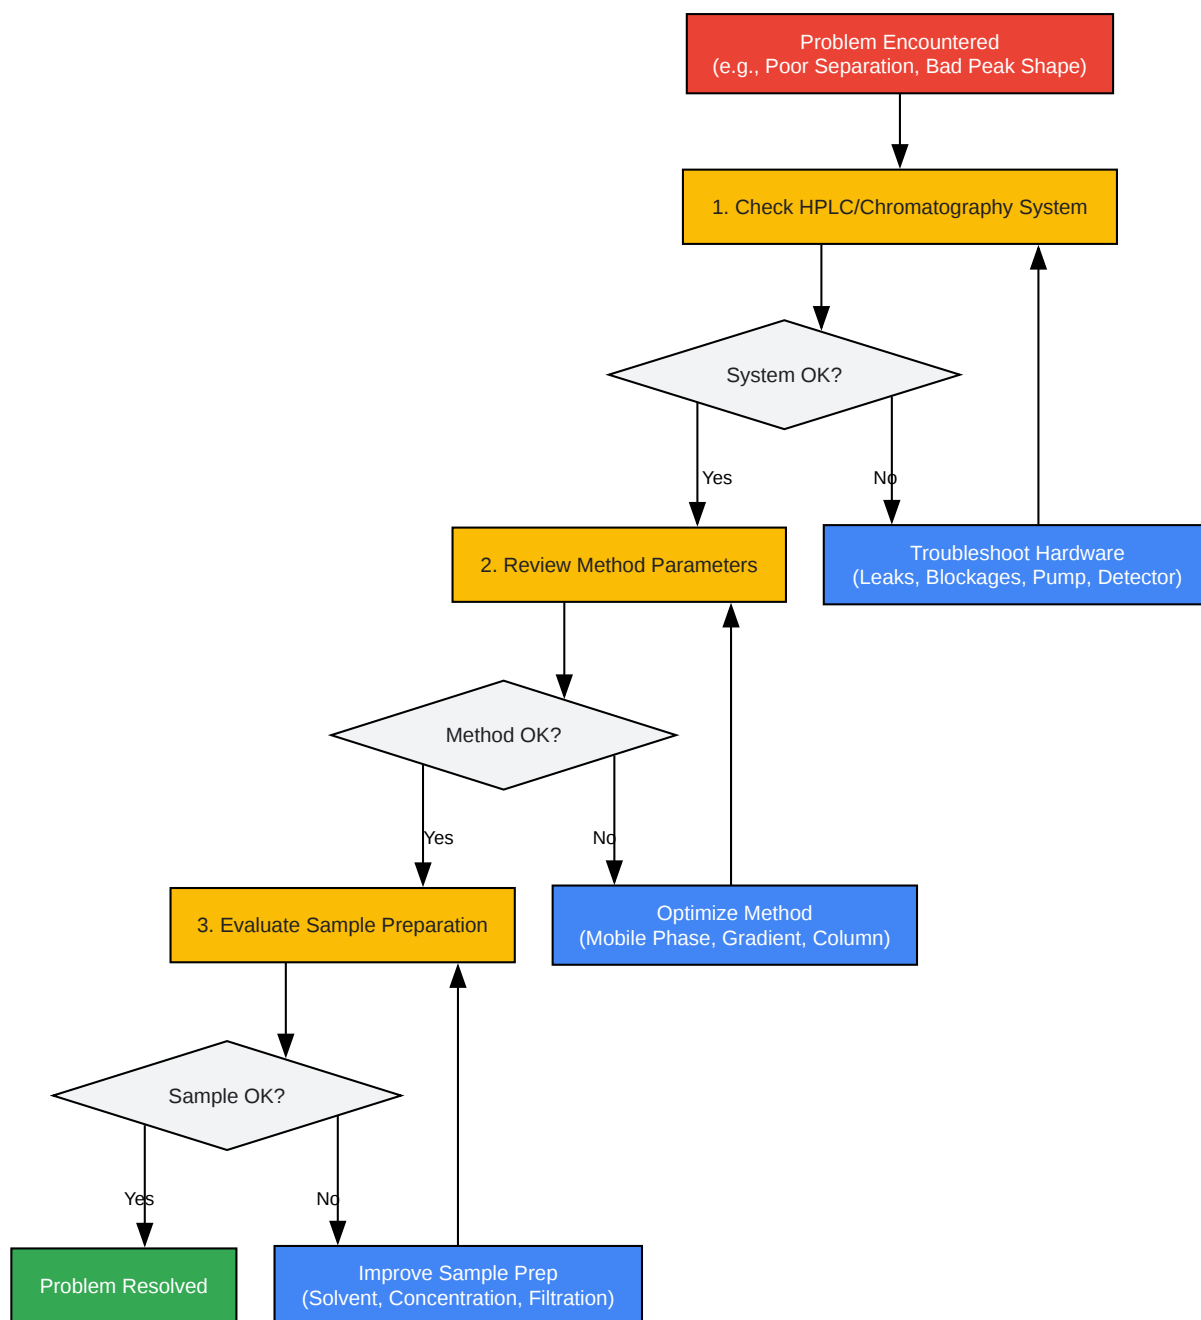 Problem Encountered
(e.g., Poor Separation, Bad Peak Shape)
1. Check HPLC/Chromatography System
System OK?
Yes
No
2. Review Method Parameters
Troubleshoot Hardware
(Leaks, Blockages, Pump, Detector)
Method OK?
Yes
No
3. Evaluate Sample Preparation
Optimize Method
(Mobile Phase, Gradient, Column)
Sample OK?
Yes
No
Problem Resolved
Improve Sample Prep
(Solvent, Concentration, Filtration)